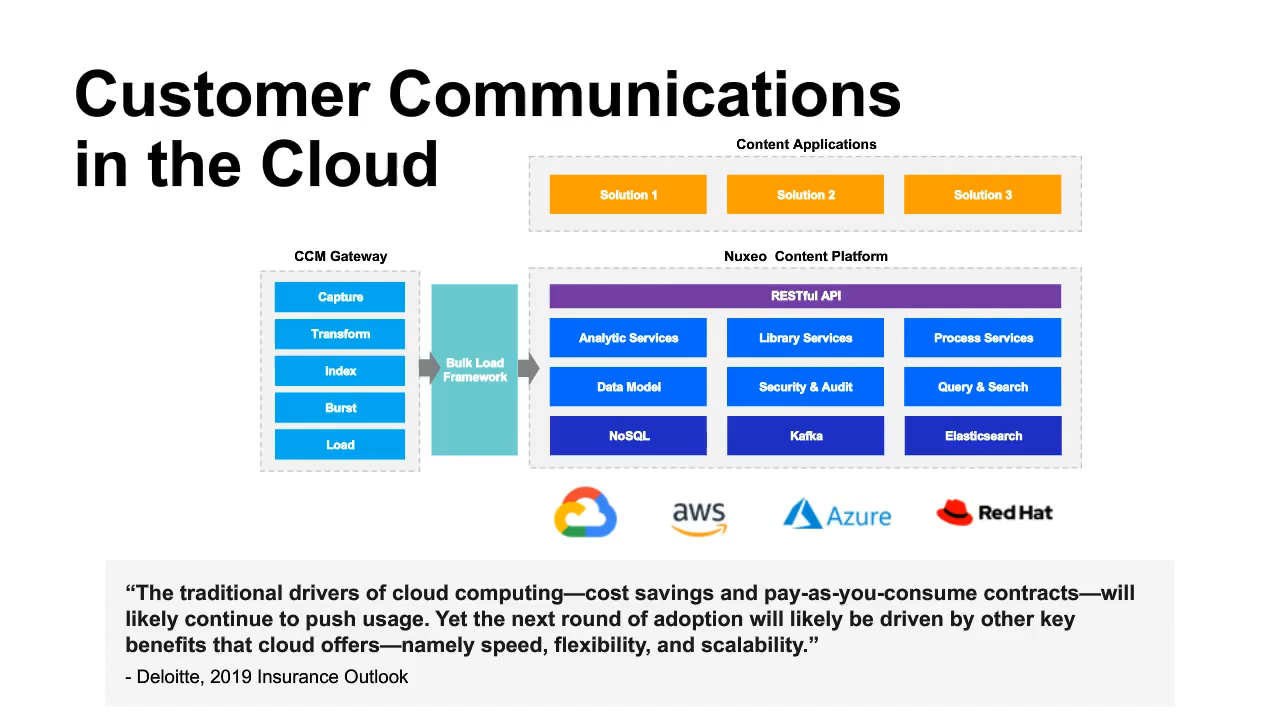 Customer Communications
in the Cloud
Content Applications
Solution 1
Solution 2
Solution 3
CCM Gateway
Capture
Transform
Index
Burst
Load
Bulk Load
Framework
Nuxeo Content Platform
RESTful API
Analytic Services
Library Services
Process Services
Data Model
Security & Audit
Query & Search
NoSQL
Kafka
Elasticsearch
aws
Azure
Red Hat
“The traditional drivers of cloud computing—cost savings and pay-as-you-consume contracts—will
likely continue to push usage. Yet the next round of adoption will likely be driven by other key
benefits that cloud offers—namely speed, flexibility, and scalability.”
- Deloitte, 2019 Insurance Outlook